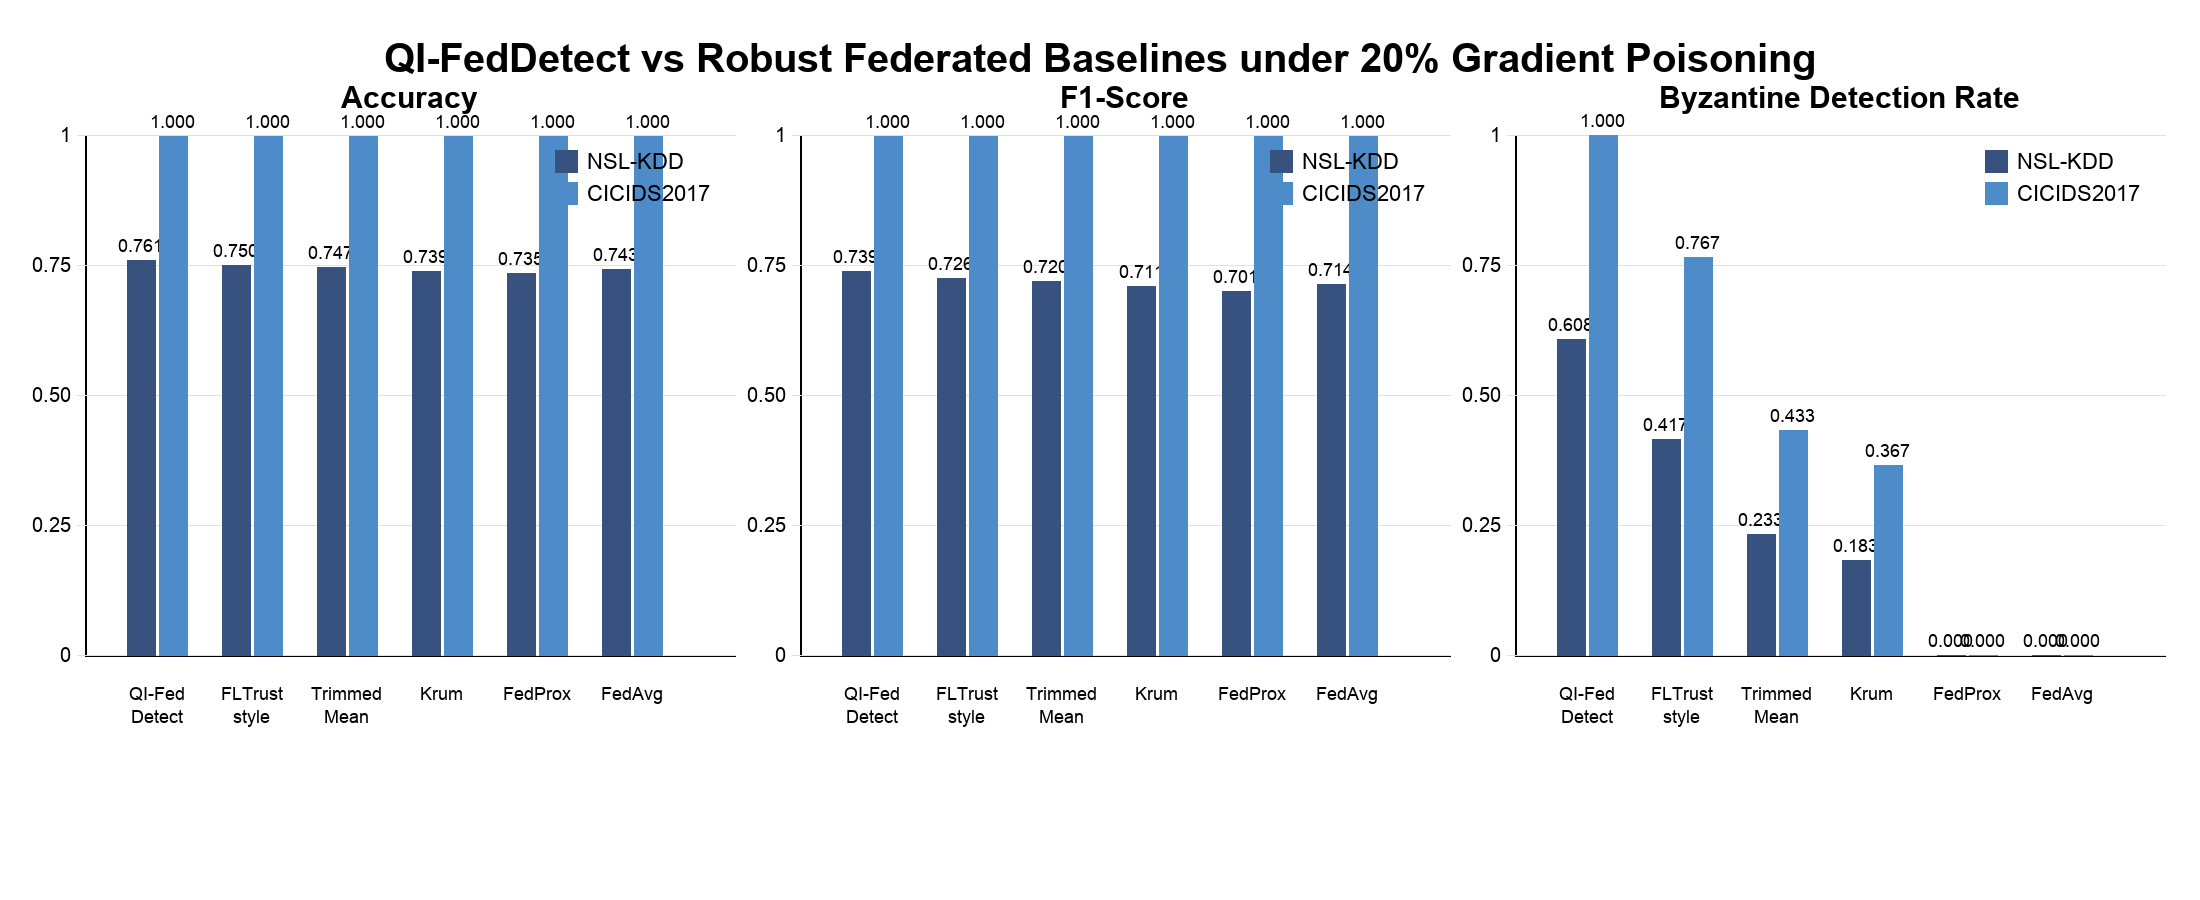 QI-FedDetect vs Robust Federated Baselines under 20% Gradient Poisoning
Accuracy
1.000 1.000 1.000 1.000 1.000 1.000
1
NSL-KDD
CICIDS2017
0.761 0.750 0.747 0.739 0.735 0.743
0.75
0.50
0.25
0
QI-Fed FLTrust Trimmed Krum FedProx FedAvg
Detect style Mean
F1-Score
1.000 1.000 1.000 1.000 1.000 1.000
1
NSL-KDD
CICIDS2017
0.739 0.726 0.720 0.711 0.701 0.714
0.75
0.50
0.25
0
QI-Fed FLTrust Trimmed Krum FedProx FedAvg
Detect style Mean
Byzantine Detection Rate
1.000
1
NSL-KDD
CICIDS2017
0.767
0.75
0.608
0.417 0.433
0.50
0.367
0.25
0.233
0.183
0.000 0.000 0.000 0.000
0
QI-Fed FLTrust Trimmed Krum FedProx FedAvg
Detect style Mean